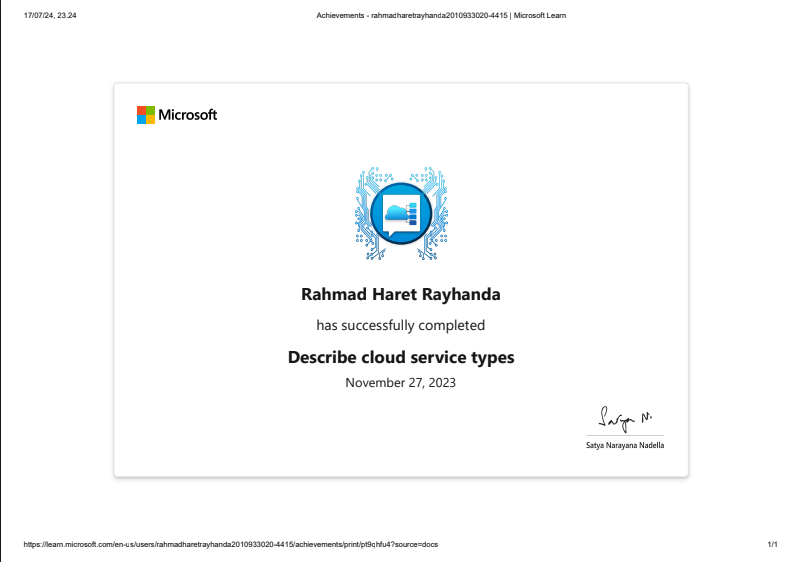 17/07/24, 23.24
Achievements - rahmadharetrayhanda2010933020-4415 | Microsoft Learn
Microsoft
Rahmad Haret Rayhanda
has successfully completed
Describe cloud service types
November 27, 2023
Satya N.
Satya Narayana Nadella
https://learn.microsoft.com/en-us/users/rahmadharetrayhanda2010933020-4415/achievements/print/pt9qhfu4?source=docs
1/1